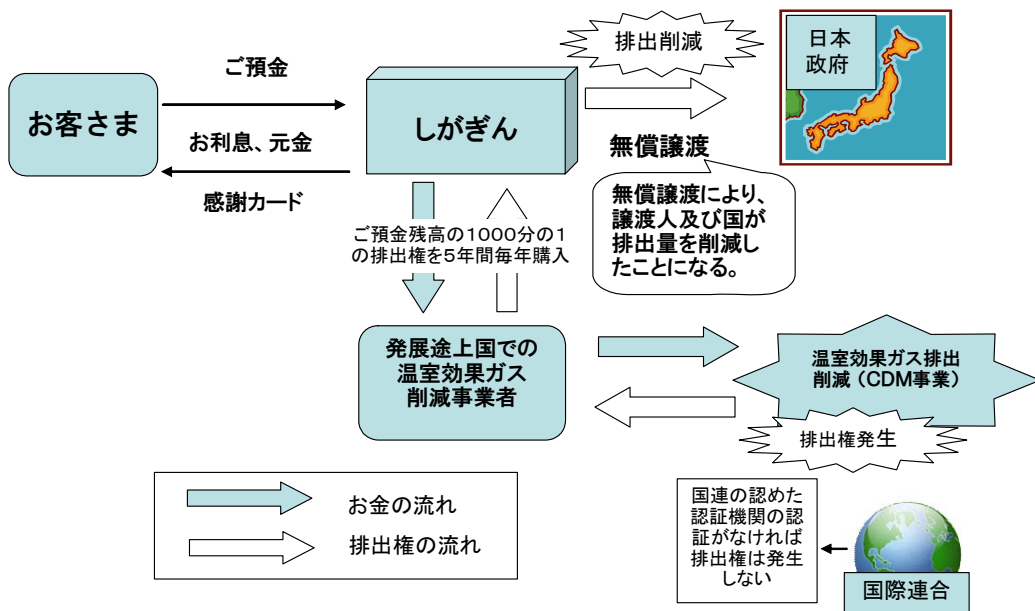 排出削減
日本
政府
ご預金
お客さま
しがぎん
お利息、元金
無償譲渡
感謝カード
無償譲渡により、
譲渡人及び国が
排出量を削減し
たことになる。
ご預金残高の1000分の1
の排出権を5年間毎年購入
発展途上国での
温室効果ガス
削減事業者
温室効果ガス排出
削減（CDM事業）
排出権発生
お金の流れ
排出権の流れ
国連の認めた
認証機関の認
証がなければ
排出権は発生
しない
国際連合